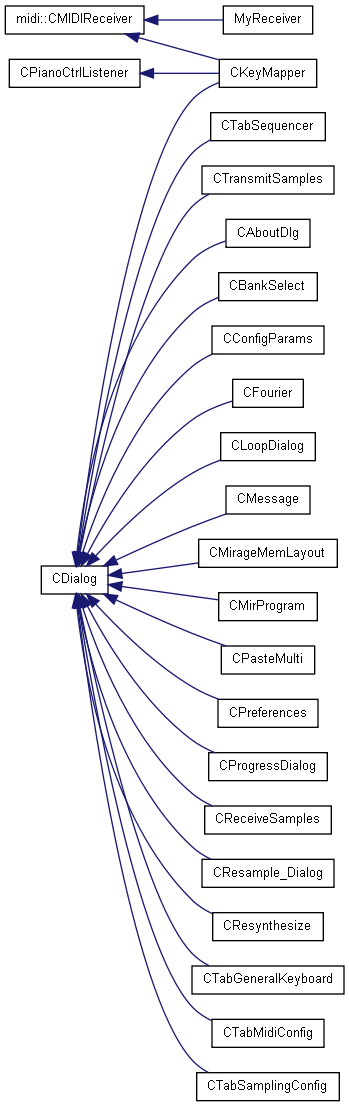 midi::CMIDIReceiver
MyReceiver
CPianoCtrlListener
CKeyMapper
CTabSequencer
CTransmitSamples
CAboutDlg
CBankSelect
CConfigParams
CFourier
CLoopDialog
CMessage
CMirageMemLayout
CDialog
CMirProgram
CPasteMulti
CPreferences
CProgressDialog
CReceiveSamples
CResample_Dialog
CResynthesize
CTabGeneralKeyboard
CTabMidiConfig
CTabSamplingConfig